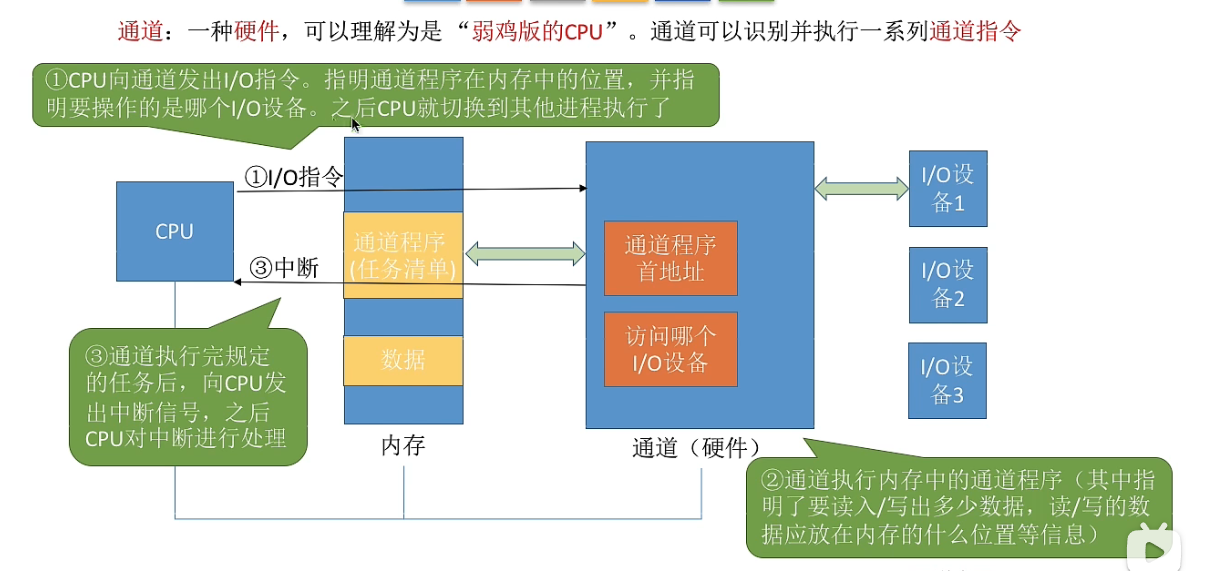 通道：一种硬件，可以理解为是“弱鸡版的CPU”。通道可以识别并执行一系列通道指令
①CPU向通道发出I/O指令。指明通道程序在内存中的位置，并指
明要操作的是哪个I/O设备。之后CPU就切换到其他进程执行了
①I/O指令
CPU
通道程序
(任务清单)
③中断
数据
内存
通道程序
首地址
访问哪个
I/O设备
通道（硬件）
I/O设
备1
I/O设
备2
I/O设
备3
③通道执行完规定
的任务后，向CPU发
出中断信号，之后
CPU对中断进行处理
②通道执行内存中的通道程序（其中指
明了要读入/写出多少数据，读/写的数
据应放在内存的什么位置等信息）